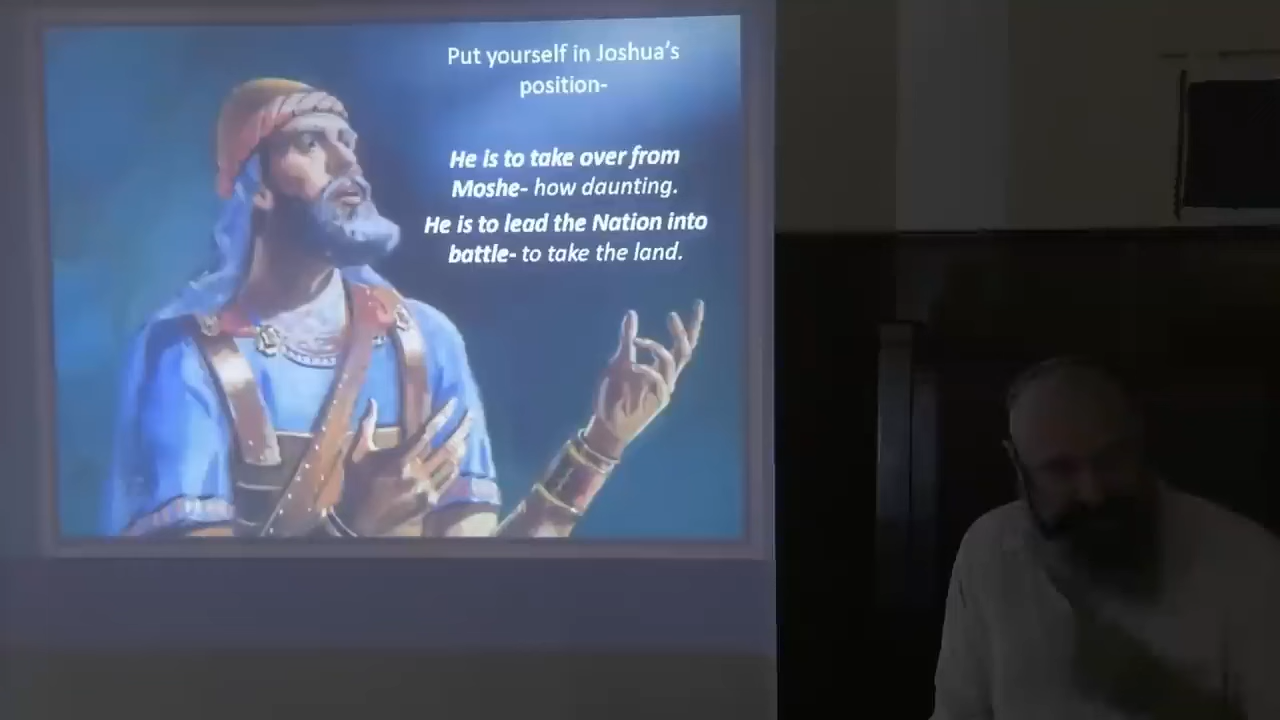 Put yourself in Joshua's
position-
He is to take over from
Moshe- how daunting.
He is to lead the Nation into
battle- to take the land.